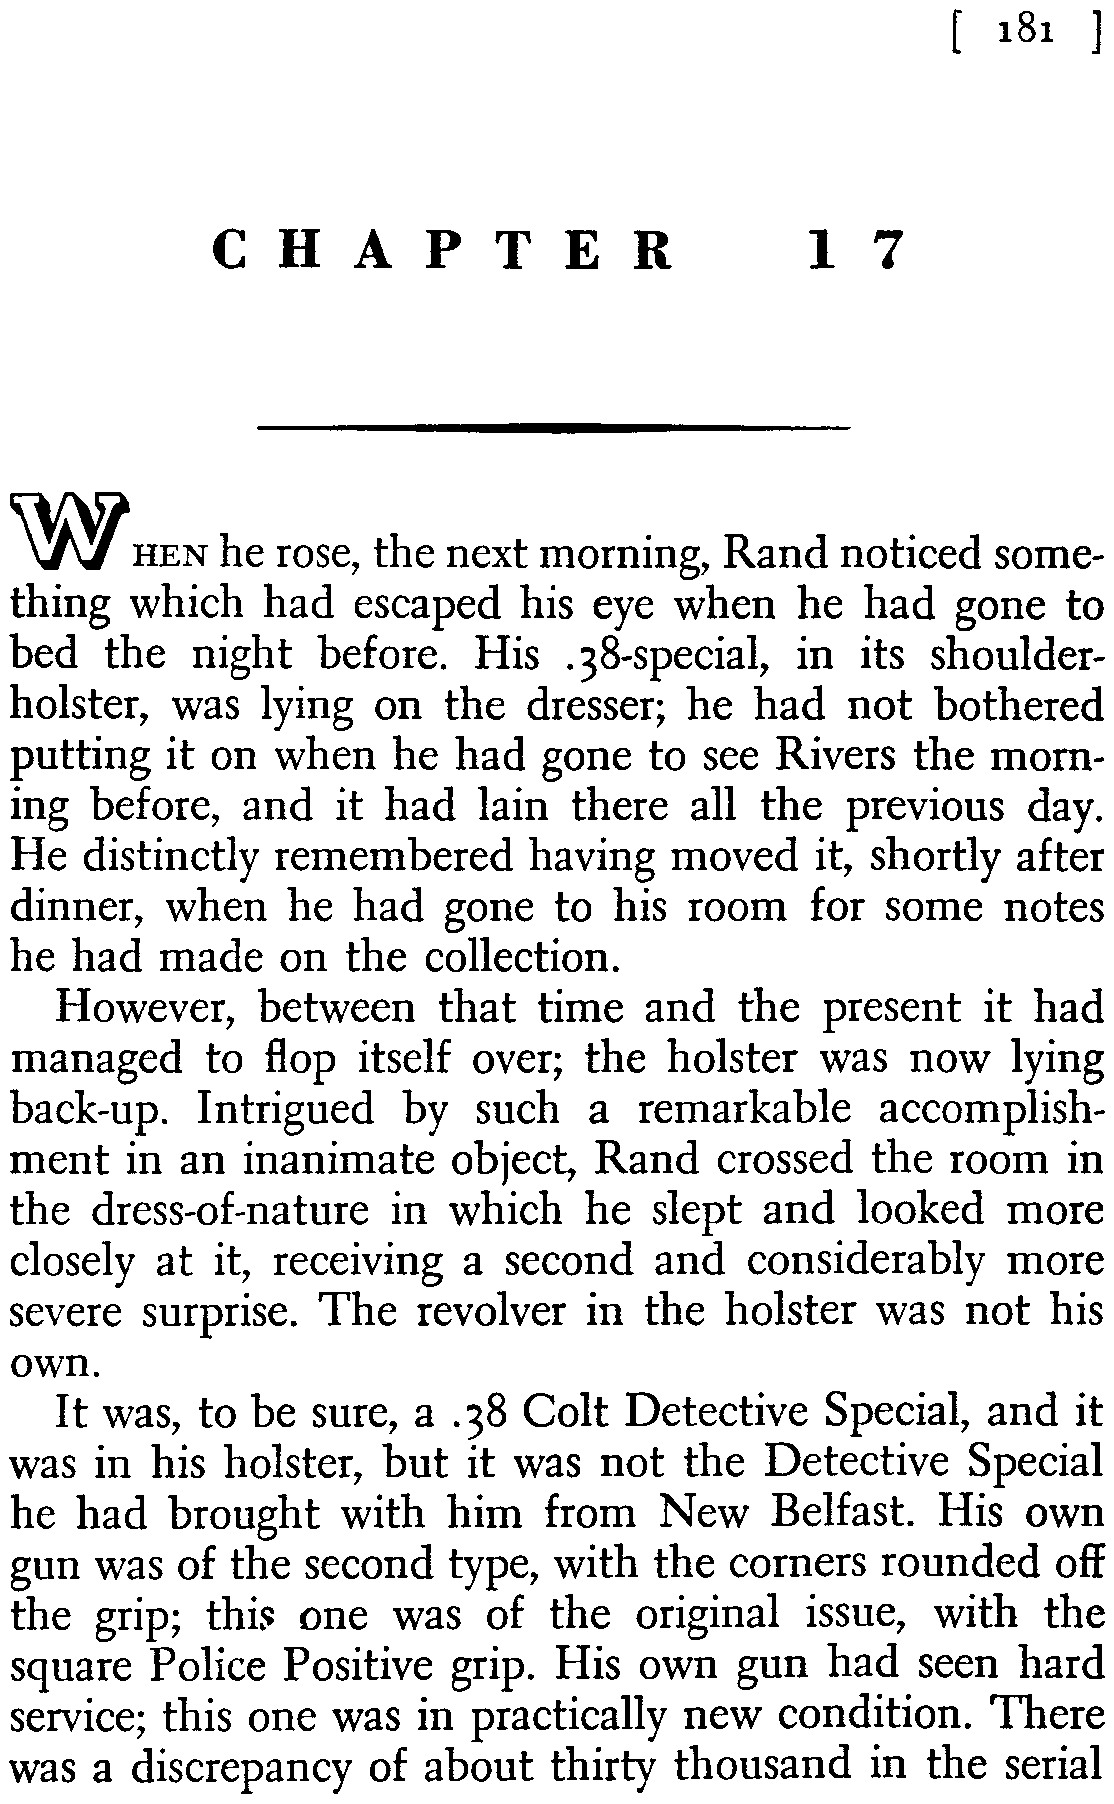 [ 181 ]
CHAPTER 17
WHEN he rose, the next morning, Rand noticed some-
thing which had escaped his eye when he had gone to
bed the night before. His .38-special, in its shoulder-
holster, was lying on the dresser; he had not bothered
putting it on when he had gone to see Rivers the morn-
ing before, and it had lain there all the previous day.
He distinctly remembered having moved it, shortly after
dinner, when he had gone to his room for some notes
he had made on the collection.
However, between that time and the present it had
managed to flop itself over; the holster was now lying
back-up. Intrigued by such a remarkable accomplish-
ment in an inanimate object, Rand crossed the room in
the dress-of-nature in which he slept and looked more
closely at it, receiving a second and considerably more
severe surprise. The revolver in the holster was not his
own.
It was, to be sure, a .38 Colt Detective Special, and it
was in his holster, but it was not the Detective Special
he had brought with him from New Belfast. His own
gun was of the second type, with the corners rounded off
the grip; this one was of the original issue, with the
square Police Positive grip. His own gun had seen hard
service; this one was in practically new condition. There
was a discrepancy of about thirty thousand in the serial